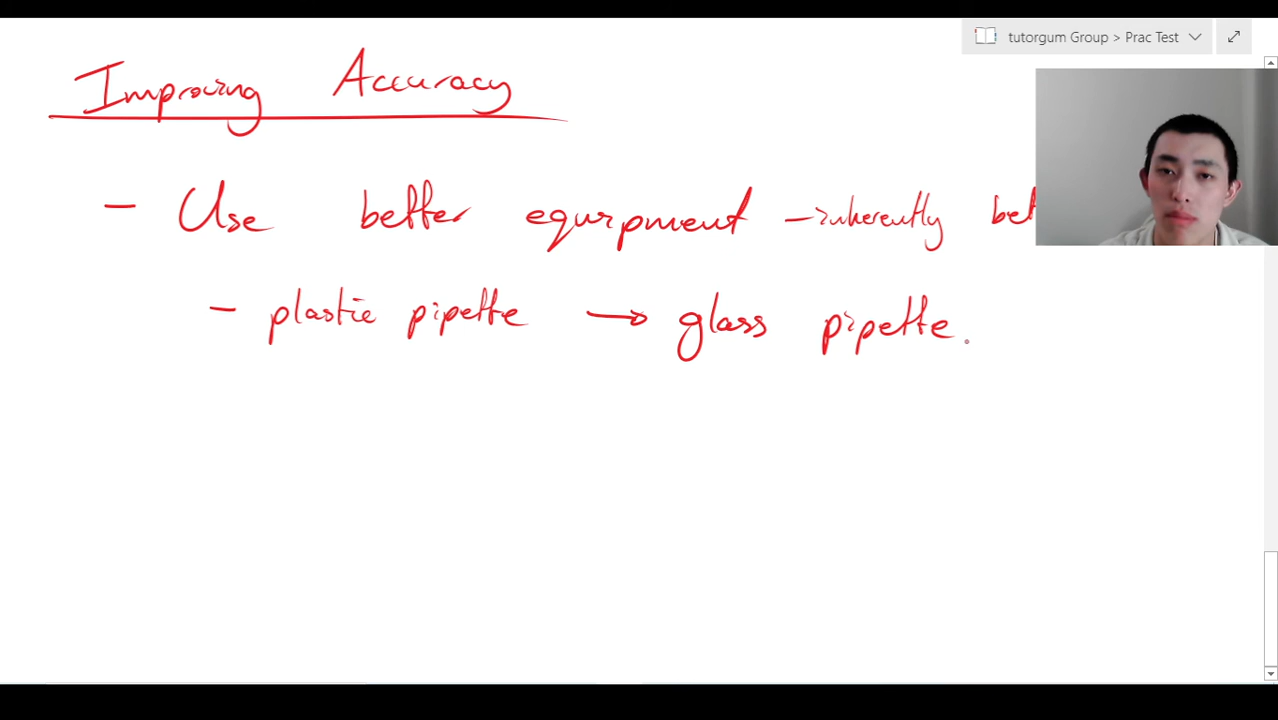 tutorgum Group > Prac Test
Improving Accuracy
- Use better equipment - inherently bet
- plastic pipette → glass pipette.